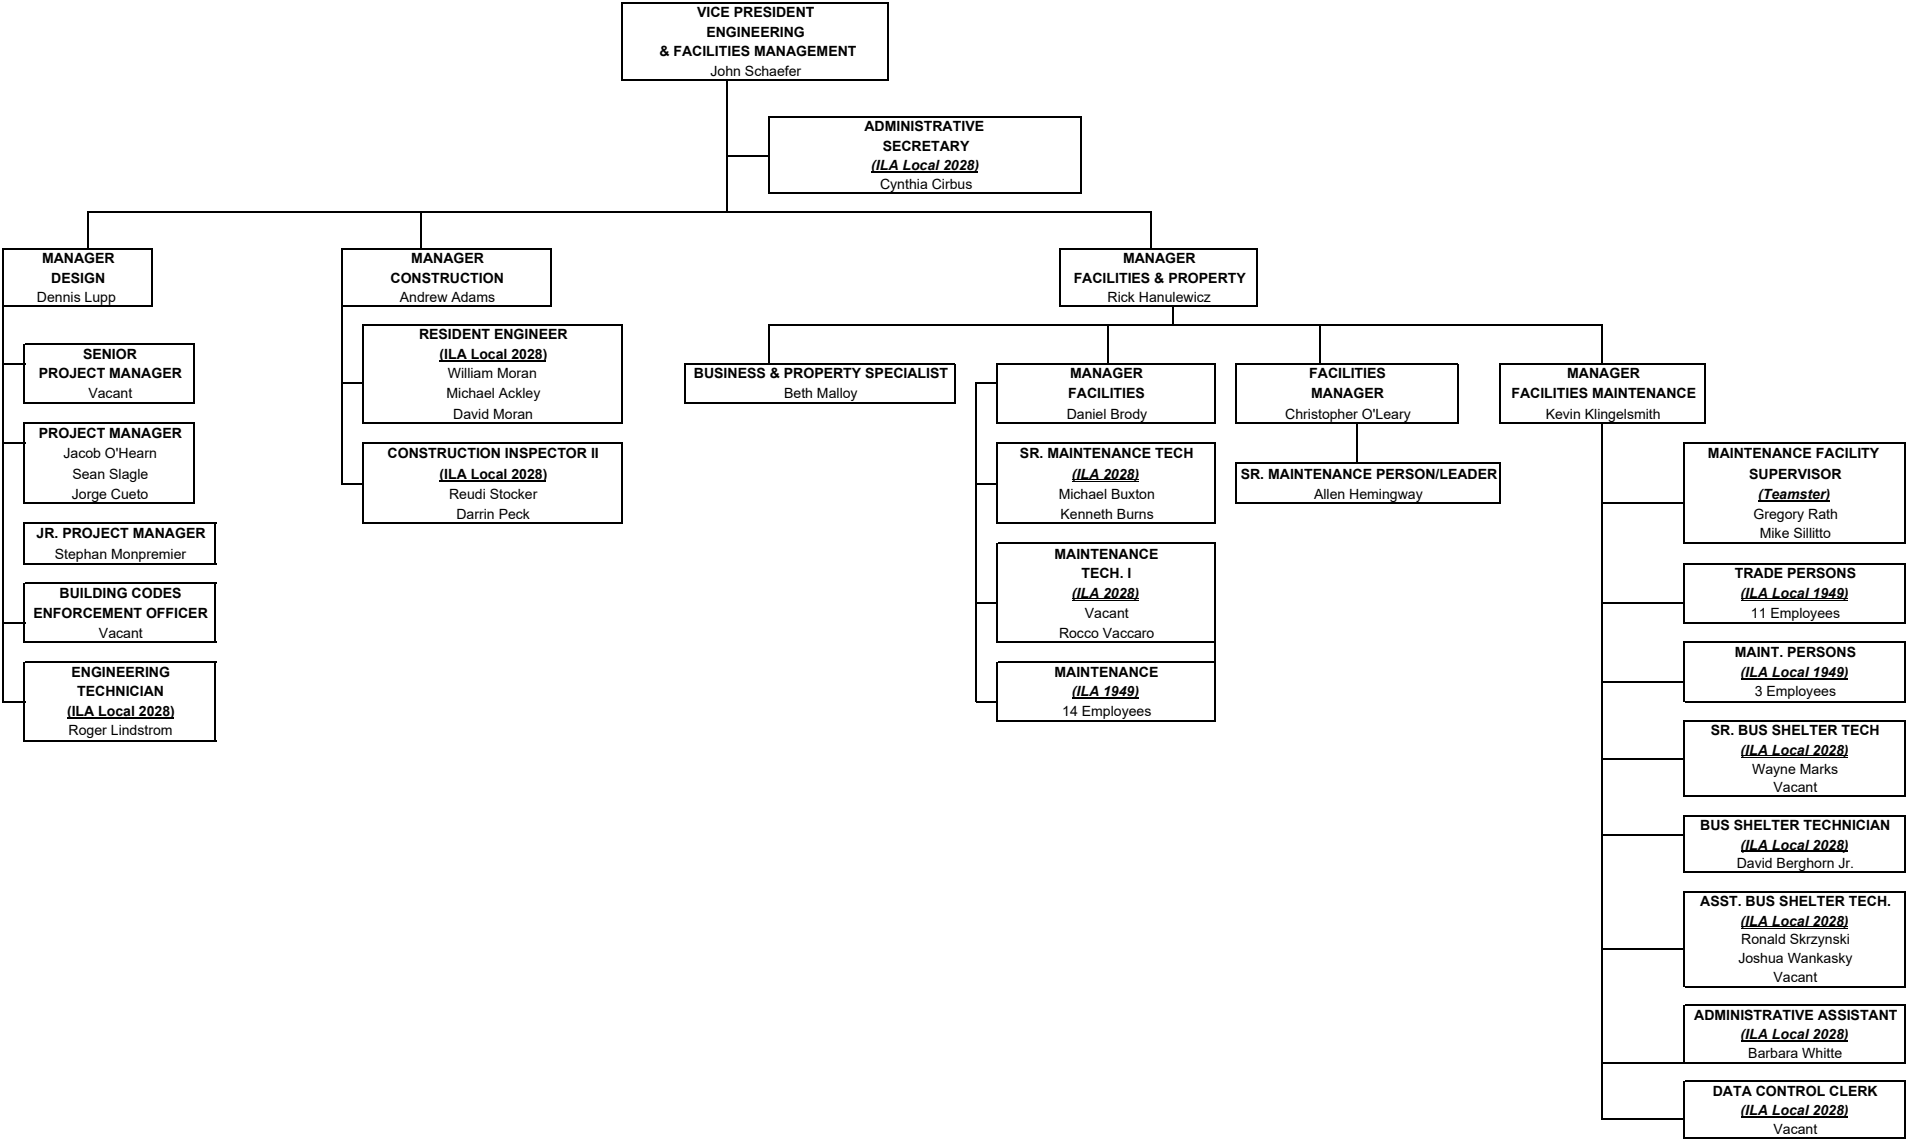 VICE PRESIDENT
ENGINEERING
& FACILITIES MANAGEMENT
John Schaefer
ADMINISTRATIVE
SECRETARY
(ILA Local 2028)
Cynthia Cirbus
MANAGER
DESIGN
Dennis Lupp
MANAGER
CONSTRUCTION
Andrew Adams
MANAGER
FACILITIES & PROPERTY
Rick Hanulewicz
SENIOR
PROJECT MANAGER
Vacant
PROJECT MANAGER
Jacob O'Hearn
Sean Slagle
Jorge Cueto
JR. PROJECT MANAGER
Stephan Monpremier
BUILDING CODES
ENFORCEMENT OFFICER
Vacant
ENGINEERING
TECHNICIAN
(ILA Local 2028)
Roger Lindstrom
RESIDENT ENGINEER
(ILA Local 2028)
William Moran
Michael Ackley
David Moran
CONSTRUCTION INSPECTOR II
(ILA Local 2028)
Reudi Stocker
Darrin Peck
BUSINESS & PROPERTY SPECIALIST
Beth Malloy
MANAGER
FACILITIES
Daniel Brody
SR. MAINTENANCE TECH
(ILA 2028)
Michael Buxton
Kenneth Burns
MAINTENANCE
TECH. I
(ILA 2028)
Vacant
Rocco Vaccaro
MAINTENANCE
(ILA 1949)
14 Employees
FACILITIES
MANAGER
Christopher O'Leary
SR. MAINTENANCE PERSON/LEADER
Allen Hemingway
MANAGER
FACILITIES MAINTENANCE
Kevin Klingelsmith
MAINTENANCE FACILITY
SUPERVISOR
(Teamster)
Gregory Rath
Mike Sillitto
TRADE PERSONS
(ILA Local 1949)
11 Employees
MAINT. PERSONS
(ILA Local 1949)
3 Employees
SR. BUS SHELTER TECH
(ILA Local 2028)
Wayne Marks
Vacant
BUS SHELTER TECHNICIAN
(ILA Local 2028)
David Berghorn Jr.
ASST. BUS SHELTER TECH.
(ILA Local 2028)
Ronald Skrzynski
Joshua Wankasky
Vacant
ADMINISTRATIVE ASSISTANT
(ILA Local 2028)
Barbara Whitte
DATA CONTROL CLERK
(ILA Local 2028)
Vacant